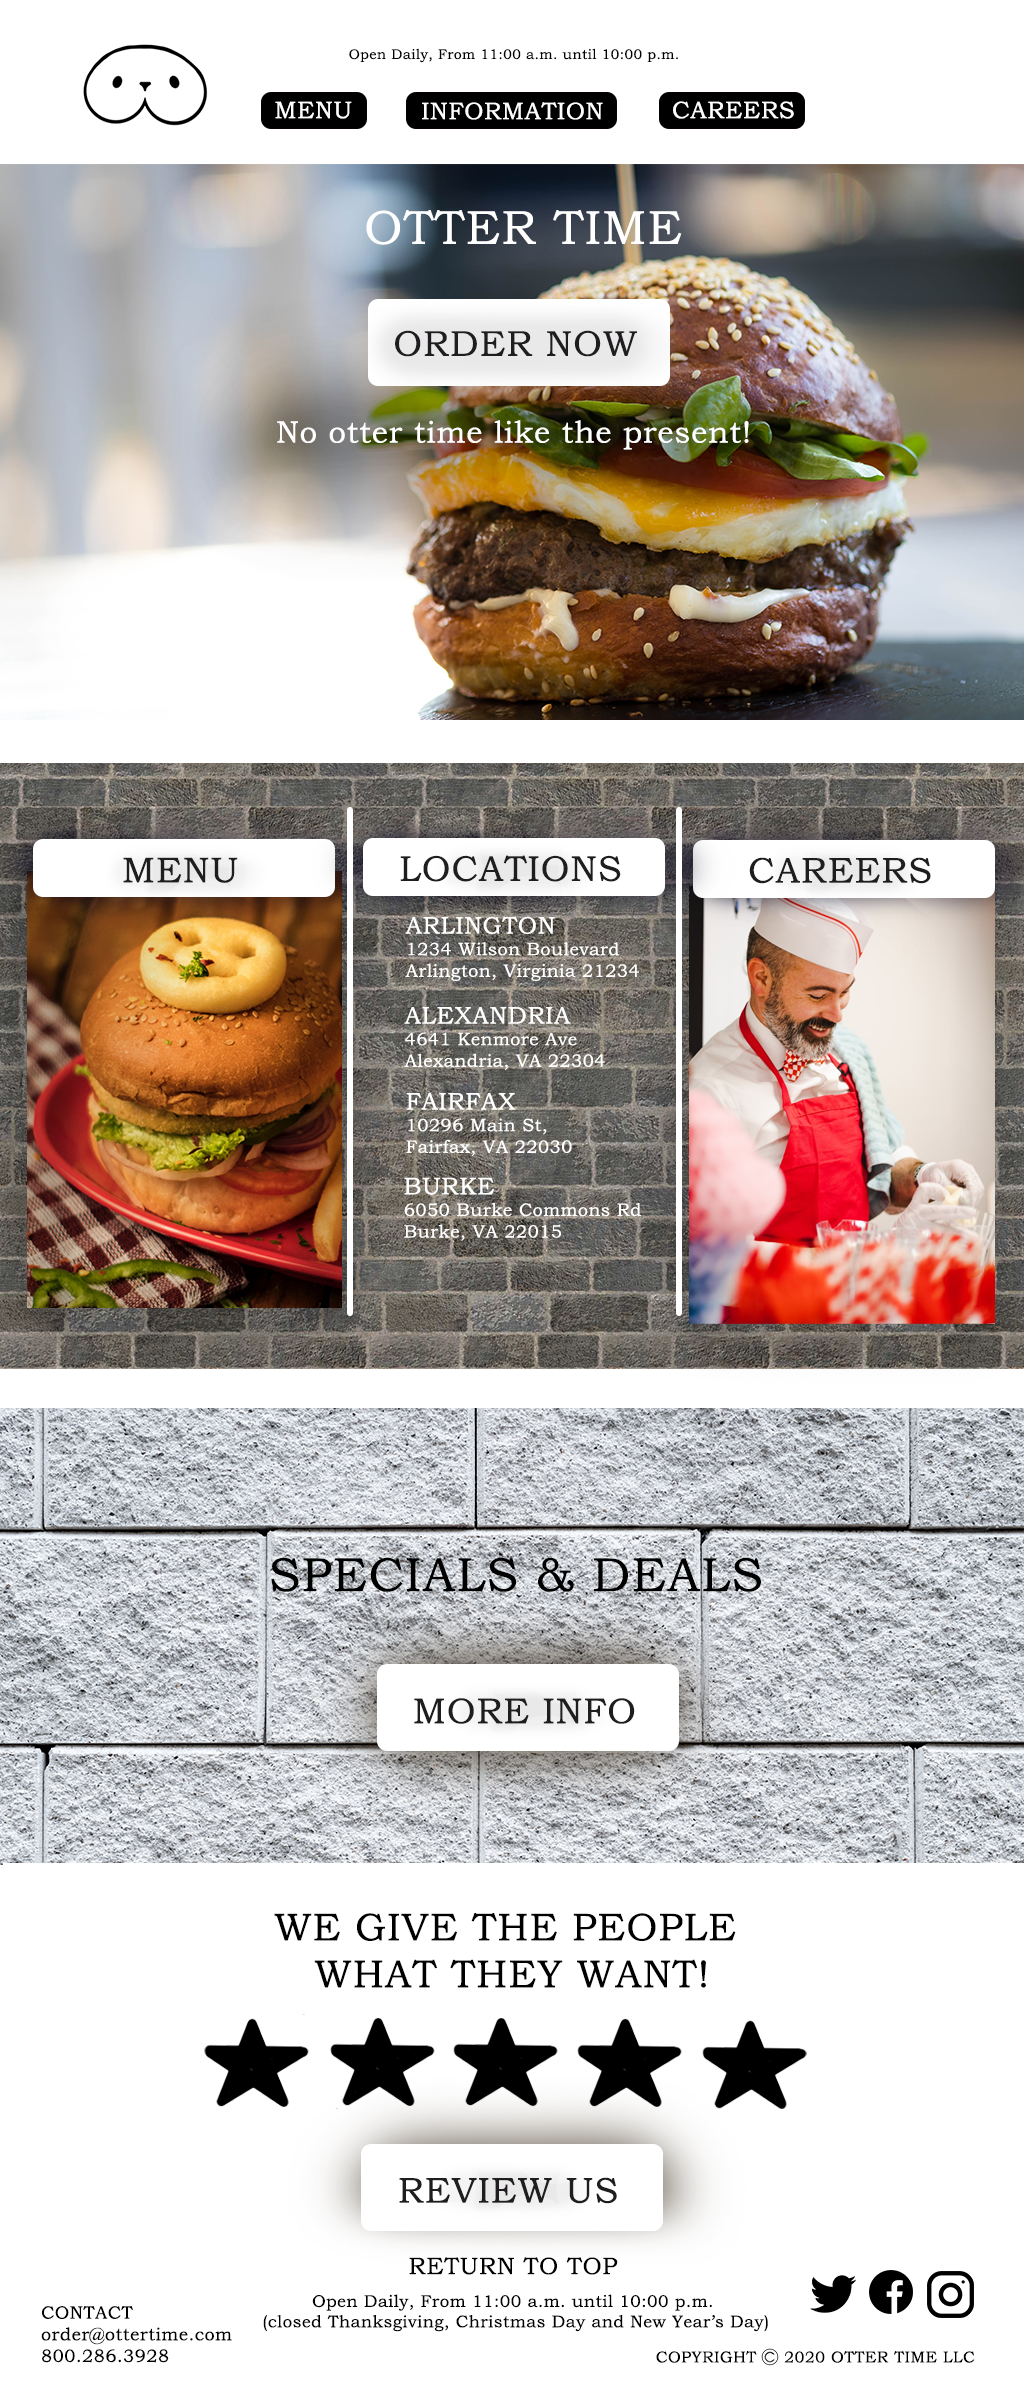 Open Daily, From 11:00 a.m. until 10:00 p.m.
MENU
INFORMATION
CAREERS
OTTER TIME
ORDER NOW
No otter time like the present!
MENU
LOCATIONS
ARLINGTON
1234 Wilson Boulevard
Arlington, Virginia 21234
ALEXANDRIA
4641 Kenmore Ave
Alexandria, VA 22304
FAIRFAX
10296 Main St,
Fairfax, VA 22030
BURKE
6050 Burke Commons Rd
Burke, VA 22015
CAREERS
SPECIALS & DEALS
MORE INFO
WE GIVE THE PEOPLE
WHAT THEY WANT!
REVIEW US
RETURN TO TOP
Open Daily, From 11:00 a.m. until 10:00 p.m.
(closed Thanksgiving, Christmas Day and New Year’s Day)
CONTACT
order@ottertime.com
800.286.3928
COPYRIGHT © 2020 OTTER TIME LLC